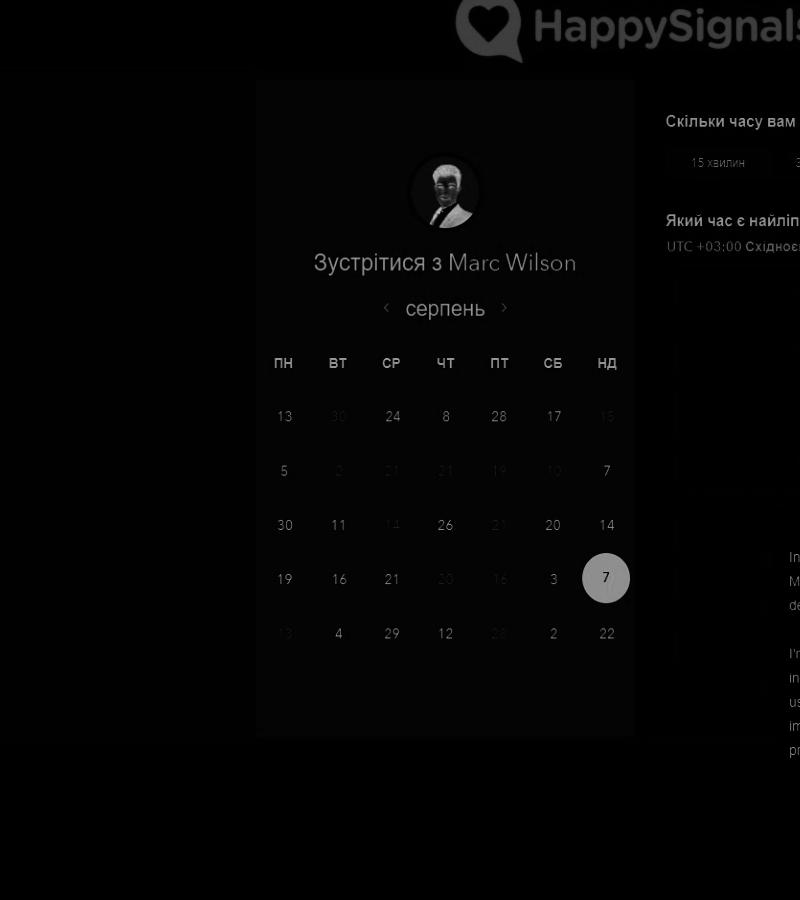 HappySignals
Зустрітися з Marc Wilson
серпень
ПН ВТ СР ЧТ ПТ СБ НД
13 30 24 8 28 17 15
5 2 21 21 19 10 7
30 11 14 26 21 20 14
19 16 21 20 16 3 7
13 4 29 12 28 2 22
Скільки часу вам
15 хвилин 3
Який час є найліп
UTC +03:00 Східноє
In
M
de
I'm
in
us
im
pr